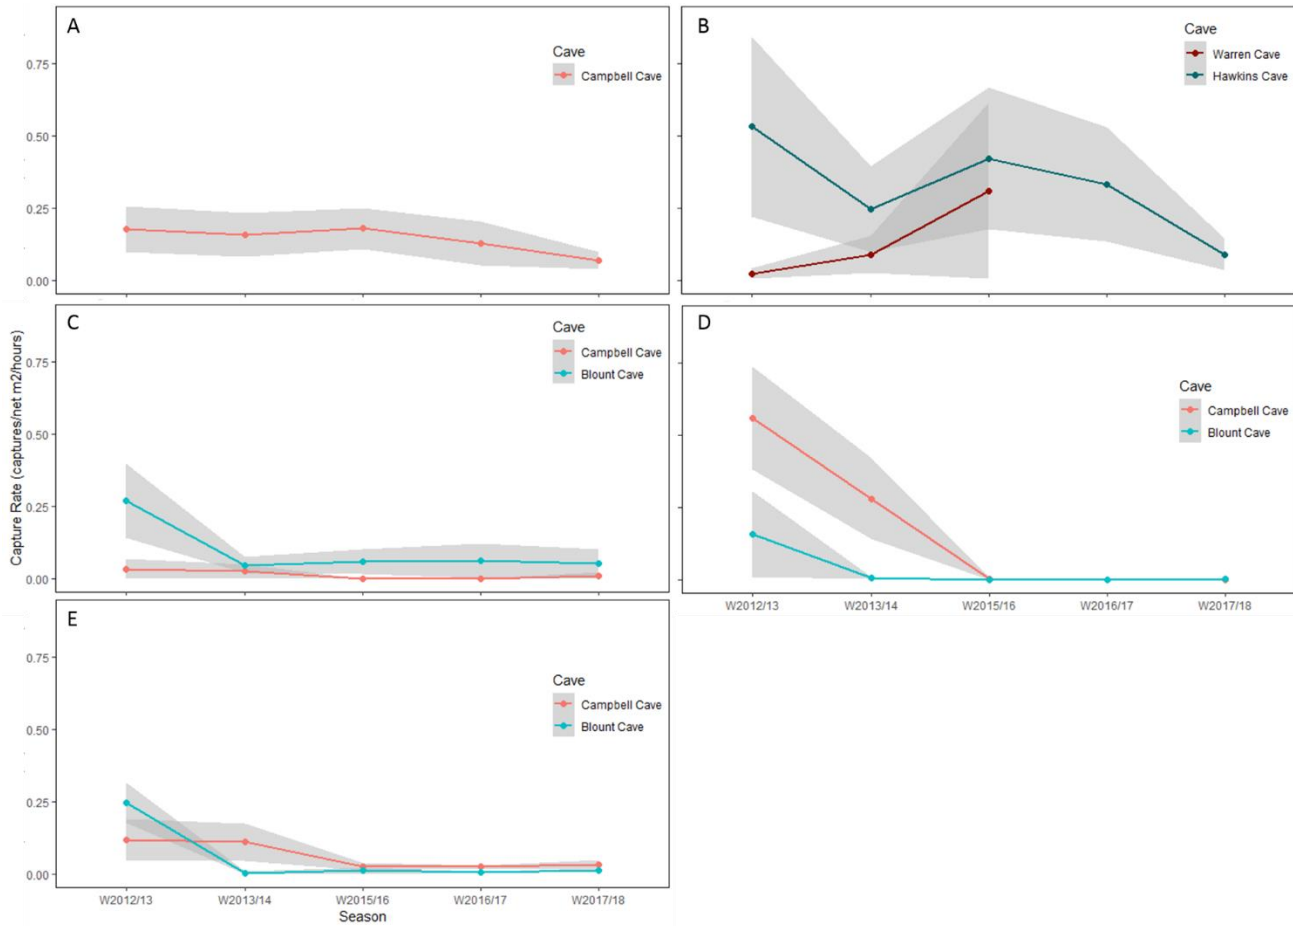 A
Cave
Campbell Cave
0.75
0.50
0.25
0.00
B
Cave
Warren Cave
Hawkins Cave
Capture Rate (captures/net m2/hours)
C
Cave
Campbell Cave
Blount Cave
0.75
0.50
0.25
0.00
D
Cave
Campbell Cave
Blount Cave
W2012/13 W2013/14 W2015/16 W2016/17 W2017/18
E
Cave
Campbell Cave
Blount Cave
0.75
0.50
0.25
0.00
W2012/13 W2013/14 W2015/16 W2016/17 W2017/18
Season